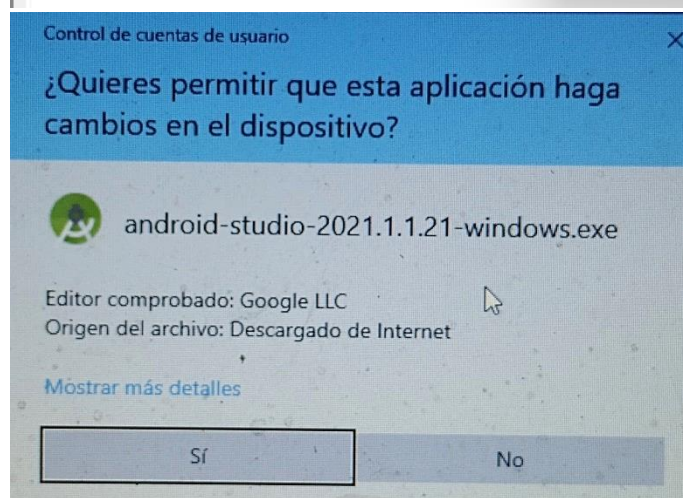 Control de cuentas de usuario
¿Quieres permitir que esta aplicación haga
cambios en el dispositivo?
android-studio-2021.1.1.21-windows.exe
Editor comprobado: Google LLC
Origen del archivo: Descargado de Internet
Mostrar más detalles
Sí
No